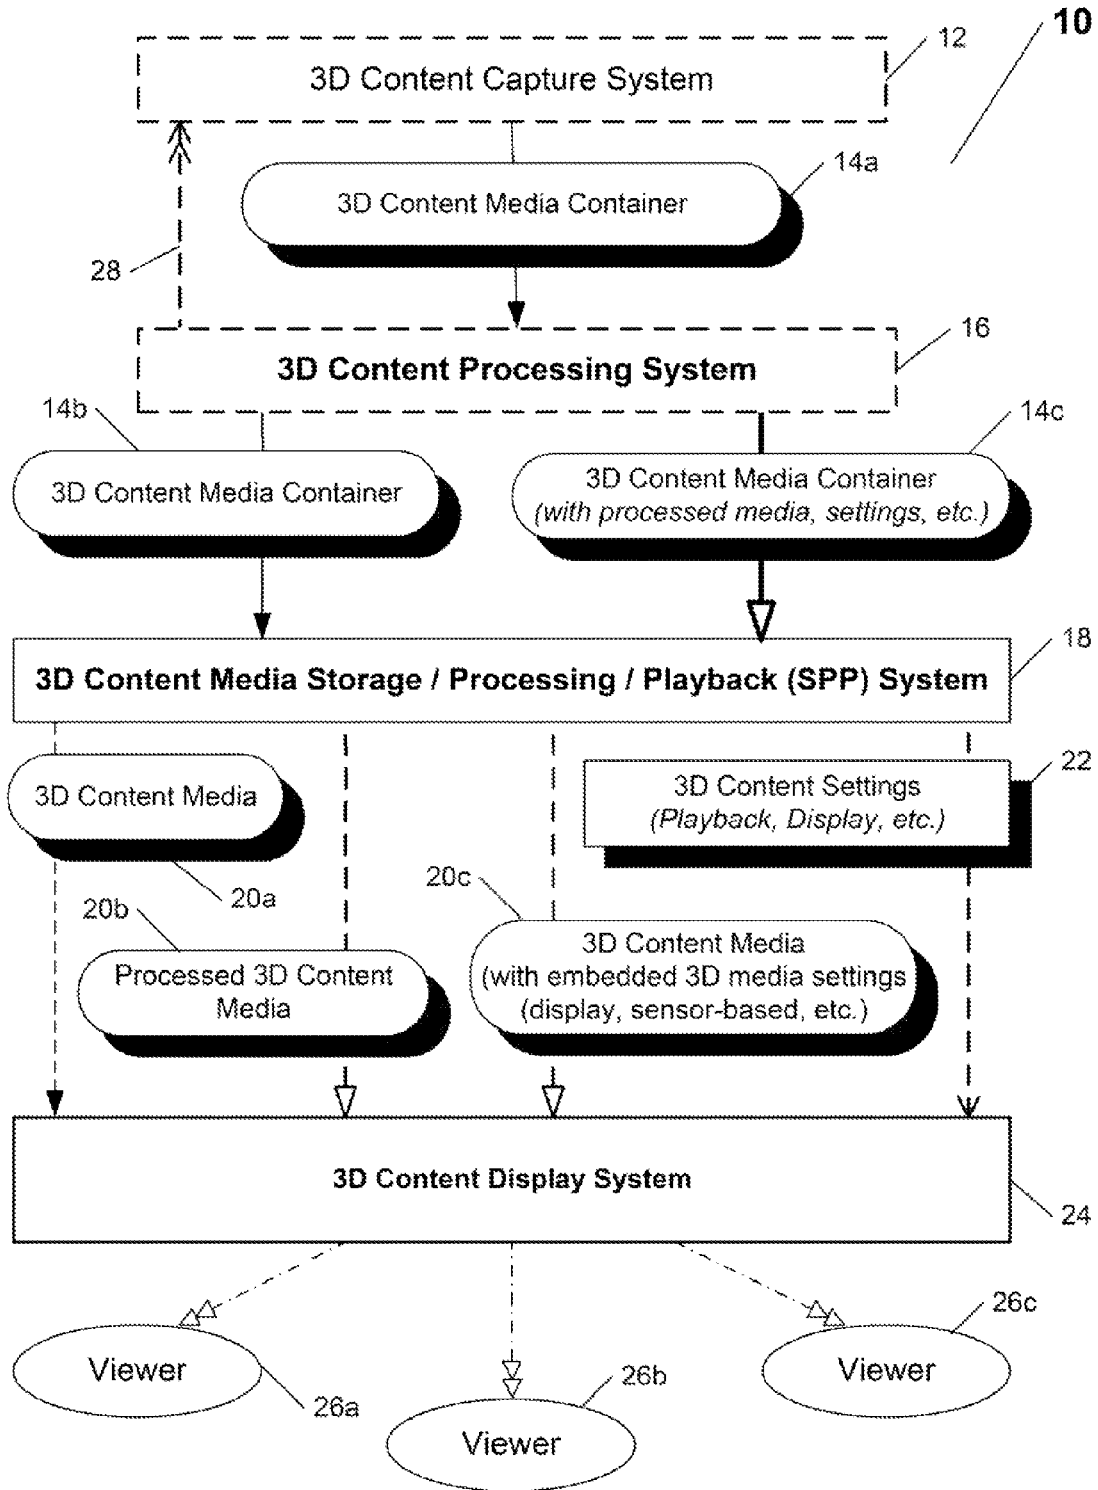 10
12
3D Content Capture System
14a
3D Content Media Container
28
16
3D Content Processing System
14b
14c
3D Content Media Container
3D Content Media Container
(with processed media, settings, etc.)
18
3D Content Media Storage / Processing / Playback (SPP) System
22
3D Content Media
3D Content Settings
(Playback, Display, etc.)
20a
20b
20c
Processed 3D Content
Media
3D Content Media
(with embedded 3D media settings
(display, sensor-based, etc.)
3D Content Display System
24
26c
Viewer
Viewer
26a
26b
Viewer